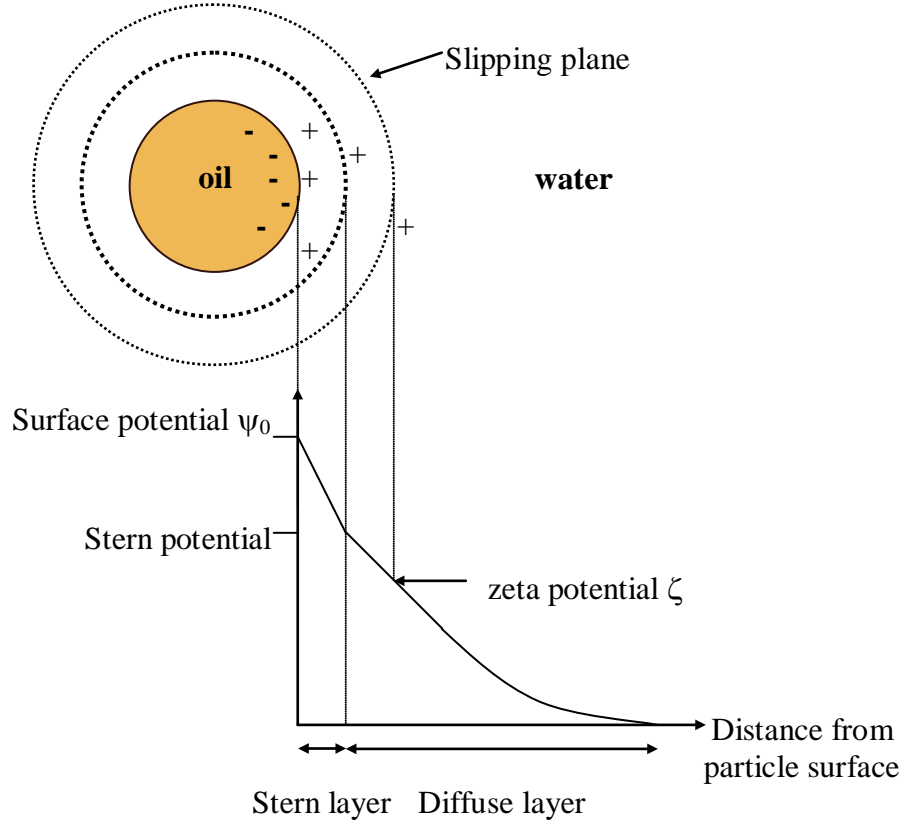 Slipping plane
- + 
- +
oil - +
water
-
- +
+
Surface potential ψ₀
Stern potential
zeta potential ζ
Distance from
particle surface
Stern layer Diffuse layer